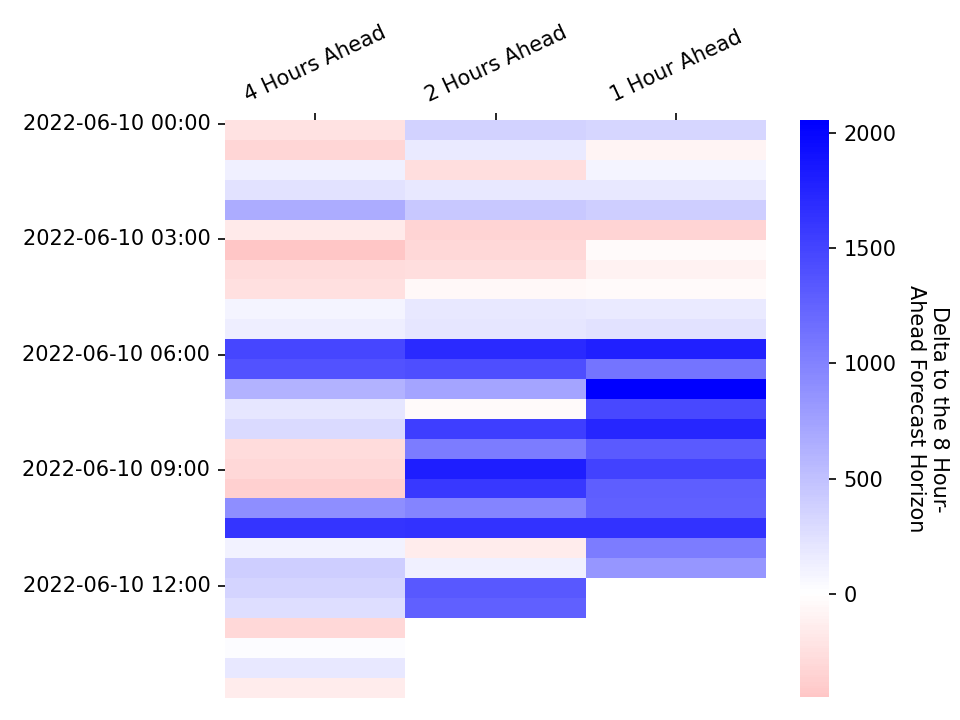 4 Hours Ahead
2 Hours Ahead
1 Hour Ahead
2022-06-10 00:00
2022-06-10 03:00
2022-06-10 06:00
2022-06-10 09:00
2022-06-10 12:00
2000
1500
1000
500
0
Delta to the 8 Hour-
Ahead Forecast Horizon